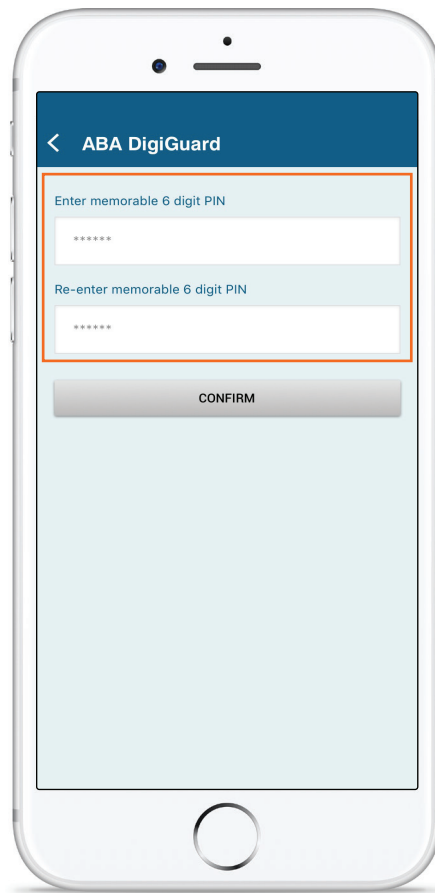 ABA DigiGuard
Enter memorable 6 digit PIN
******
Re-enter memorable 6 digit PIN
******
CONFIRM